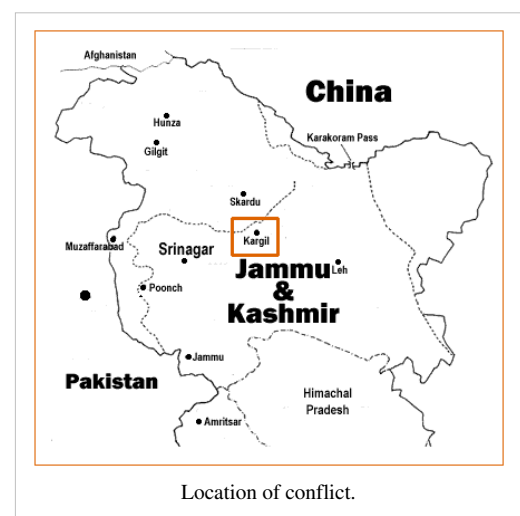 Afghanistan
China
Hunza
Karakoram Pass
Gilgit
Skardu
Kargil
Muzaffarabad
Srinagar
Jammu
Leh
&
Poonch
Kashmir
Jammu
Pakistan
Himachal
Pradesh
Amritsar
Location of conflict.